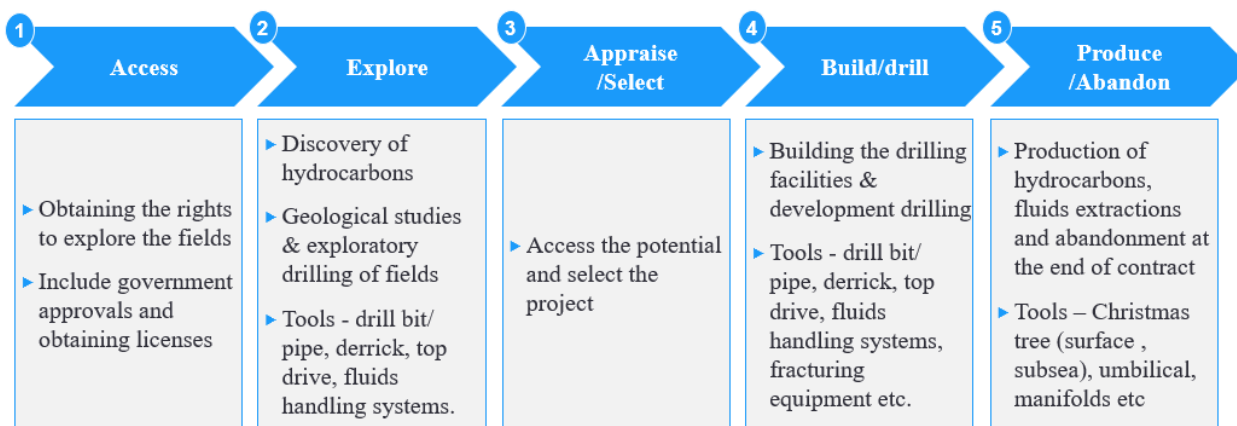 1
Access
2
Explore
3
Appraise
/Select
4
Build/drill
5
Produce
/Abandon
Obtaining the rights
to explore the fields
Include government
approvals and
obtaining licenses
Discovery of
hydrocarbons
Geological studies
& exploratory
drilling of fields
Tools - drill bit/
pipe, derrick, top
drive, fluids
handling systems.
Access the potential
and select the
project
Building the drilling
facilities &
development drilling
Tools - drill bit/
pipe, derrick, top
drive, fluids
handling systems,
fracturing
equipment etc.
Production of
hydrocarbons,
fluids extractions
and abandonment at
the end of contract
Tools – Christmas
tree (surface ,
subsea), umbilical,
manifolds etc